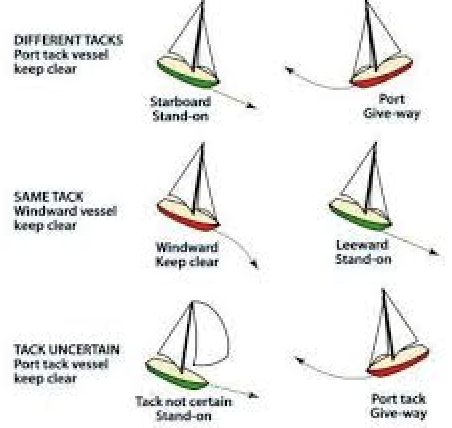 DIFFERENT TACKS
Port tack vessel
keep clear
Starboard
Stand-on
Port
Give-way
SAME TACK
Windward vessel
keep clear
Windward
Keep clear
Leeward
Stand-on
TACK UNCERTAIN
Port tack vessel
keep clear
Tack not certain
Stand-on
Port tack
Give-way